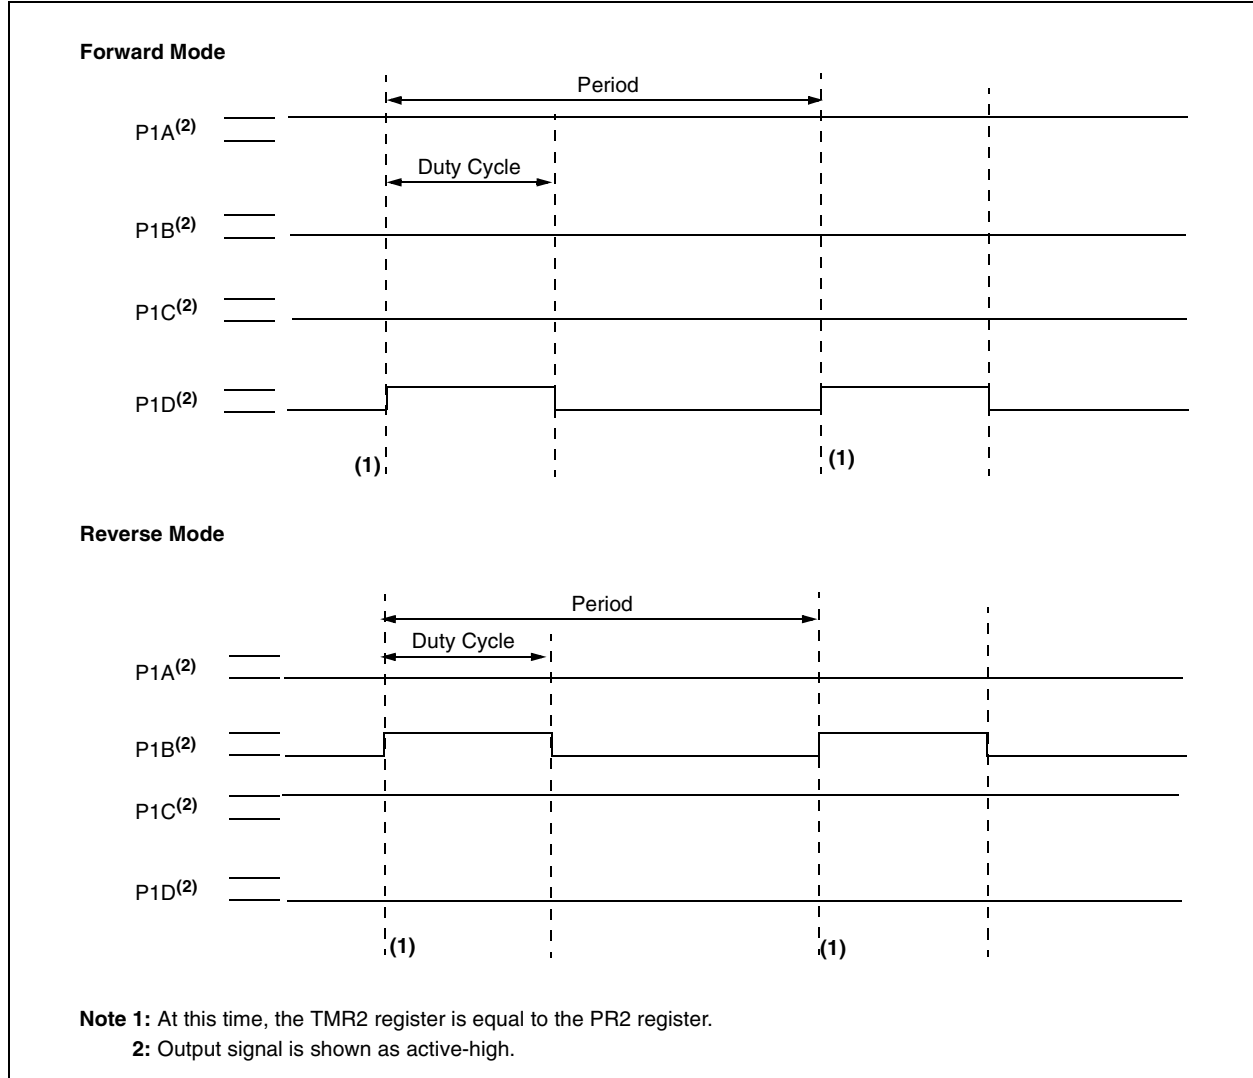 Forward Mode
Period
P1A(2)
Duty Cycle
P1B(2)
P1C(2)
P1D(2)
(1)
(1)
Reverse Mode
Period
Duty Cycle
P1A(2)
P1B(2)
P1C(2)
P1D(2)
(1)
(1)
Note 1: At this time, the TMR2 register is equal to the PR2 register.
2: Output signal is shown as active-high.